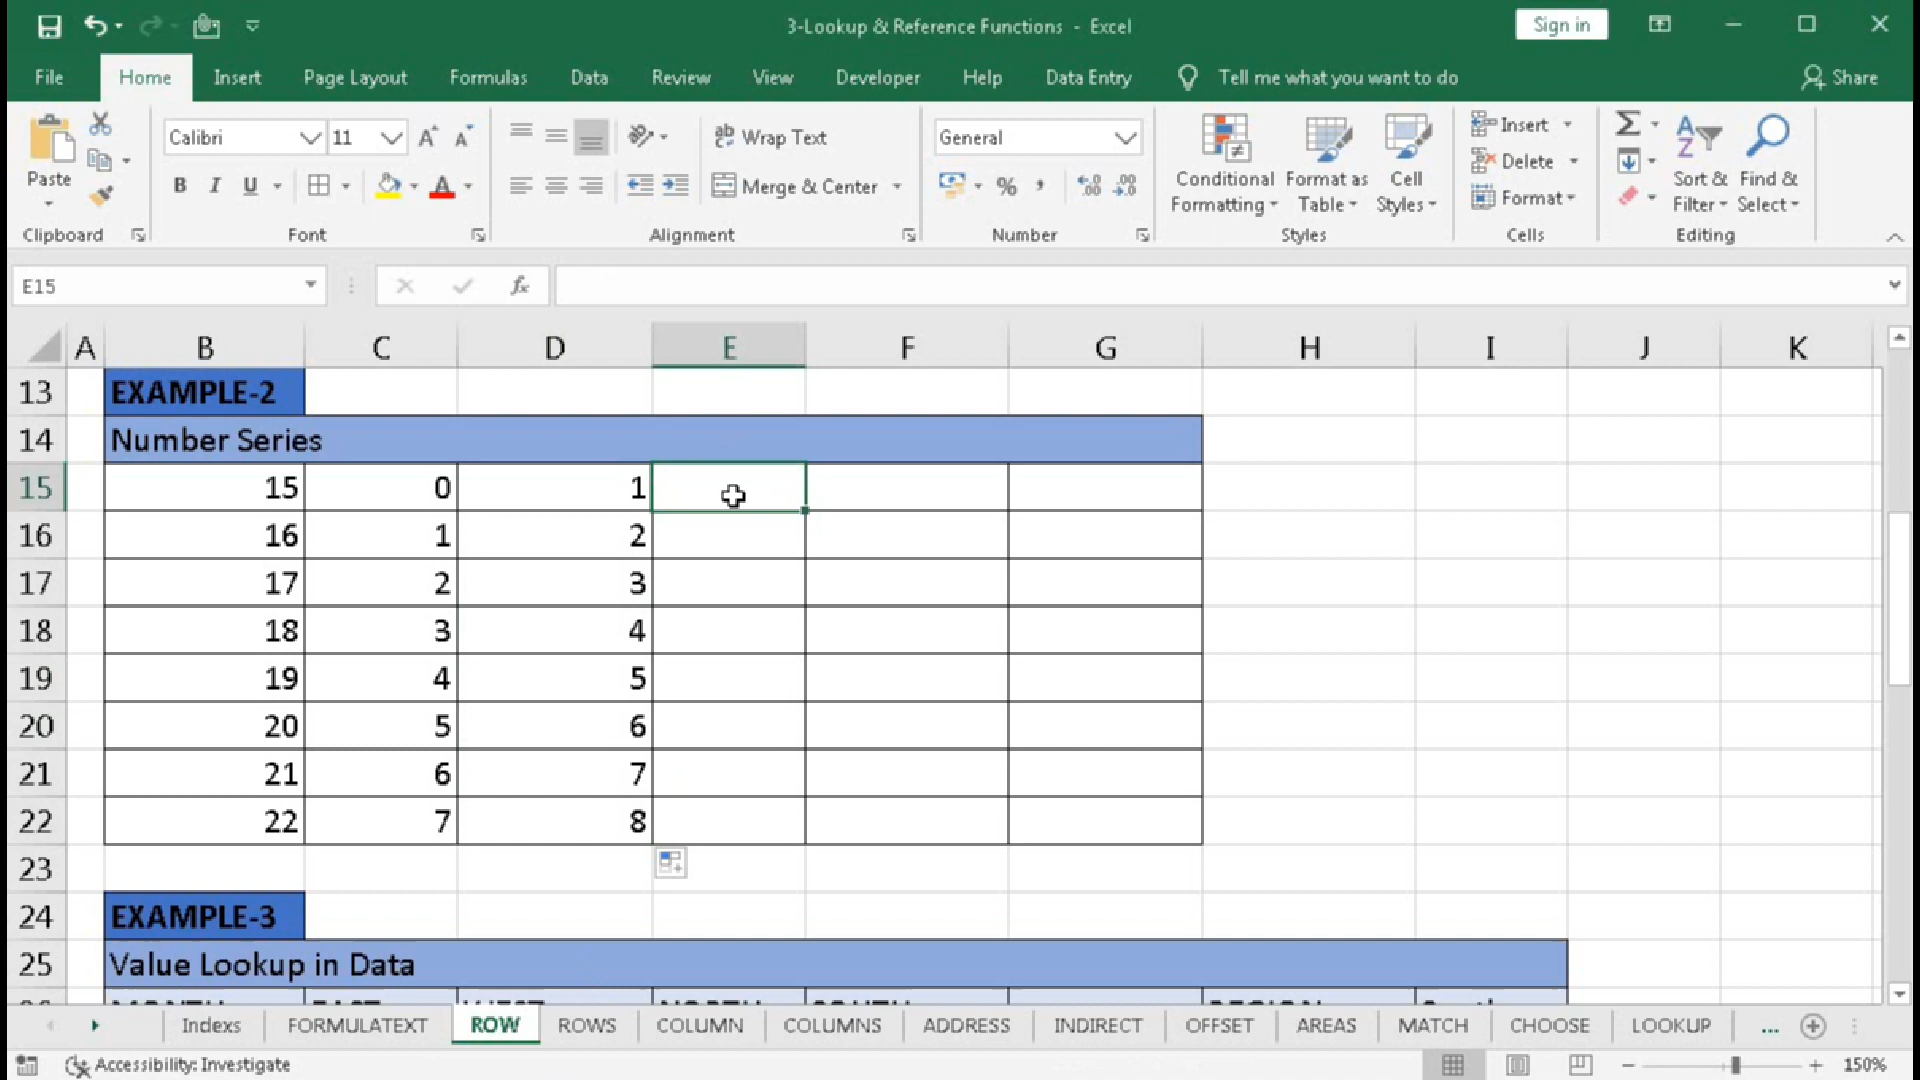 3-Lookup & Reference Functions - Excel
Sign in
File Home Insert Page Layout Formulas Data Review View Developer Help Data Entry Tell me what you want to do Share
Paste
Clipboard
Calibri 11
B I U
Font
Wrap Text
Merge & Center
Alignment
General
%
Number
Conditional Formatting
Format as Table
Cell Styles
Styles
Insert
Delete
Format
Cells
Sort & Filter
Find & Select
Editing
E15 fx
A B C D E F G H I J K
13 EXAMPLE-2
14 Number Series
15 15 0 1
16 16 1 2
17 17 2 3
18 18 3 4
19 19 4 5
20 20 5 6
21 21 6 7
22 22 7 8
23
24 EXAMPLE-3
25 Value Lookup in Data
Indexs FORMULATEXT ROW ROWS COLUMN COLUMNS ADDRESS INDIRECT OFFSET AREAS MATCH CHOOSE LOOKUP ...
Accessibility: Investigate
150%